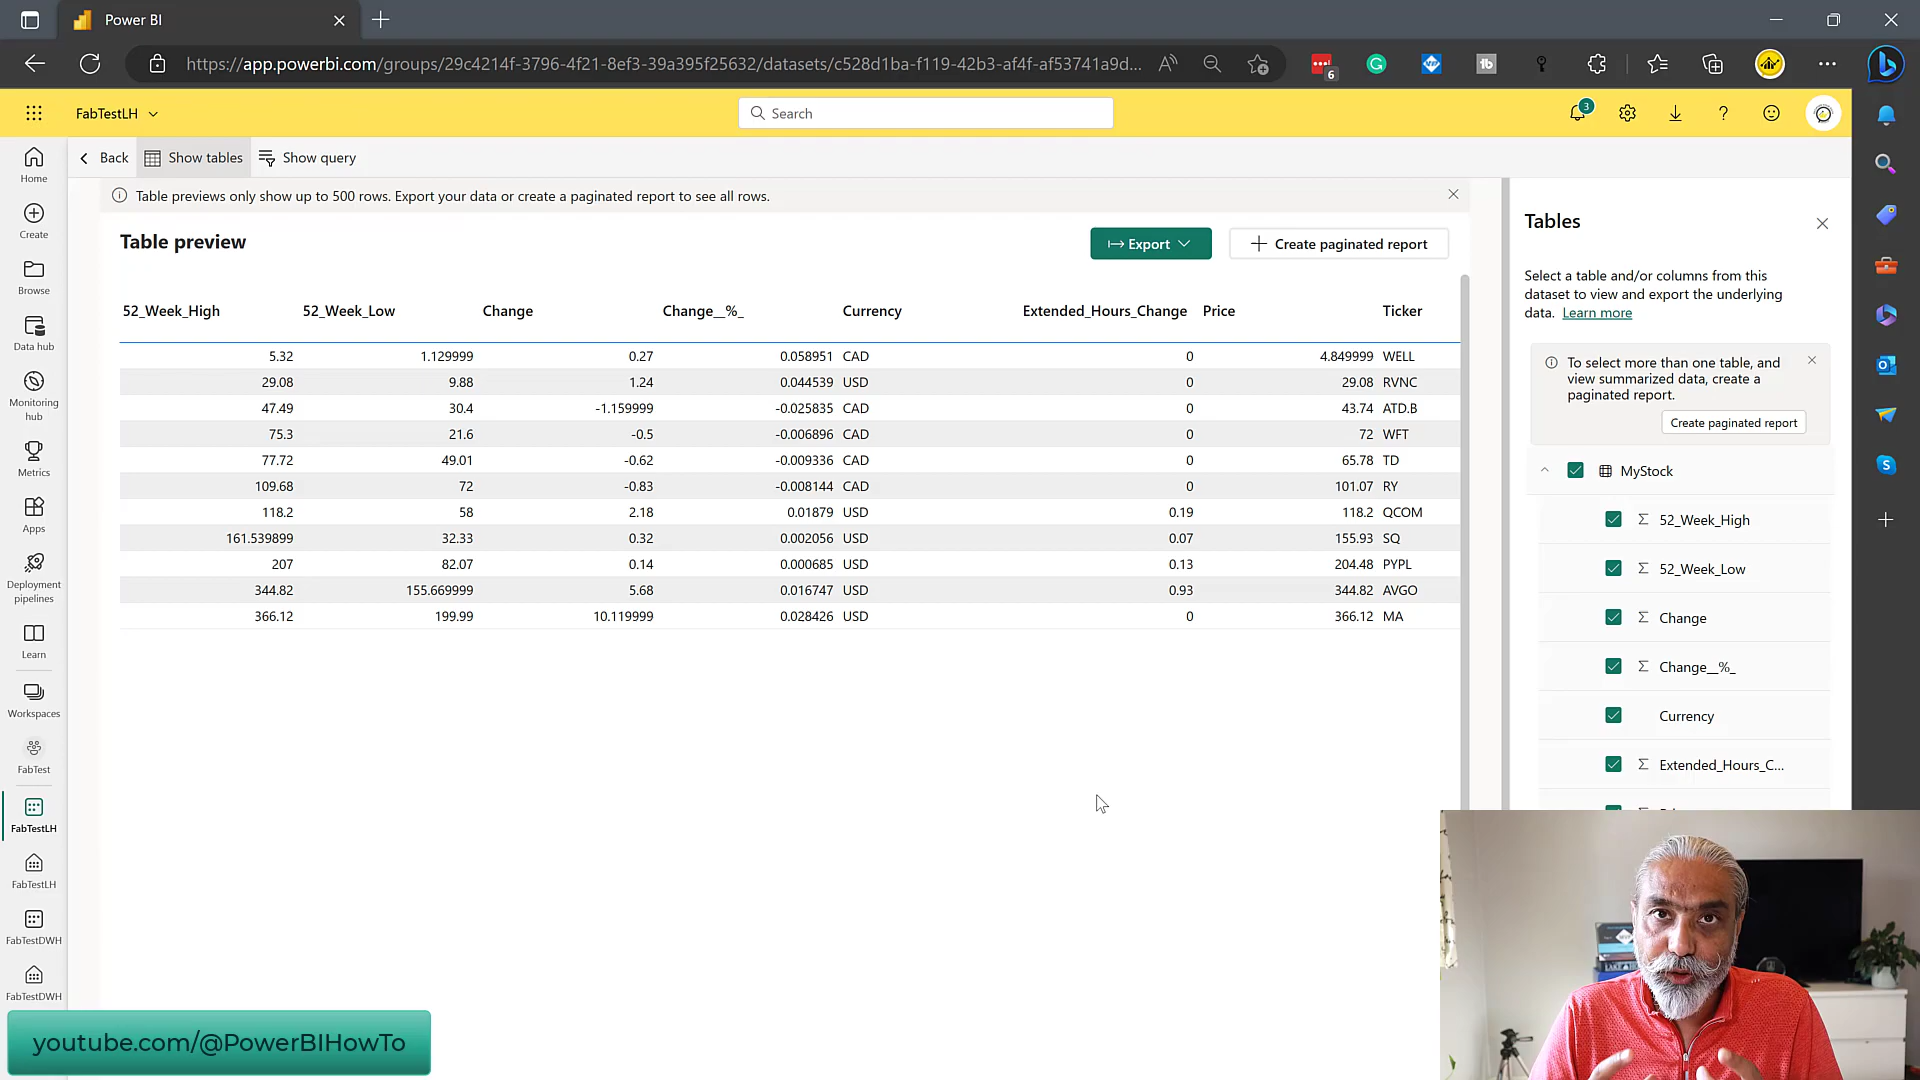 Power BI
https://app.powerbi.com/groups/29c4214f-3796-4f21-8ef3-39a395f25632/datasets/c528d1ba-f119-42b3-af4f-af53741a9d...
6
FabTestLH
Search
3
Back
Show tables
Show query
Home
Create
Browse
Data hub
Monitoring
hub
Metrics
Apps
Deployment
pipelines
Learn
Workspaces
FabTest
FabTestLH
FabTestLH
FabTestDWH
FabTestDWH
Table previews only show up to 500 rows. Export your data or create a paginated report to see all rows.
Table preview
Export
Create paginated report
52_Week_High 52_Week_Low Change Change__%_ Currency Extended_Hours_Change Price Ticker
5.32 1.129999 0.27 0.058951 CAD 0 4.849999 WELL
29.08 9.88 1.24 0.044539 USD 0 29.08 RVNC
47.49 30.4 -1.159999 -0.025835 CAD 0 43.74 ATD.B
75.3 21.6 -0.5 -0.006896 CAD 0 72 WFT
77.72 49.01 -0.62 -0.009336 CAD 0 65.78 TD
109.68 72 -0.83 -0.008144 CAD 0 101.07 RY
118.2 58 2.18 0.01879 USD 0.19 118.2 QCOM
161.539899 32.33 0.32 0.002056 USD 0.07 155.93 SQ
207 82.07 0.14 0.000685 USD 0.13 204.48 PYPL
344.82 155.669999 5.68 0.016747 USD 0.93 344.82 AVGO
366.12 199.99 10.119999 0.028426 USD 0 366.12 MA
Tables
Select a table and/or columns from this
dataset to view and export the underlying
data. Learn more
To select more than one table, and
view summarized data, create a
paginated report.
Create paginated report
MyStock
52_Week_High
52_Week_Low
Change
Change__%_
Currency
Extended_Hours_C...
youtube.com/@PowerBIHowTo